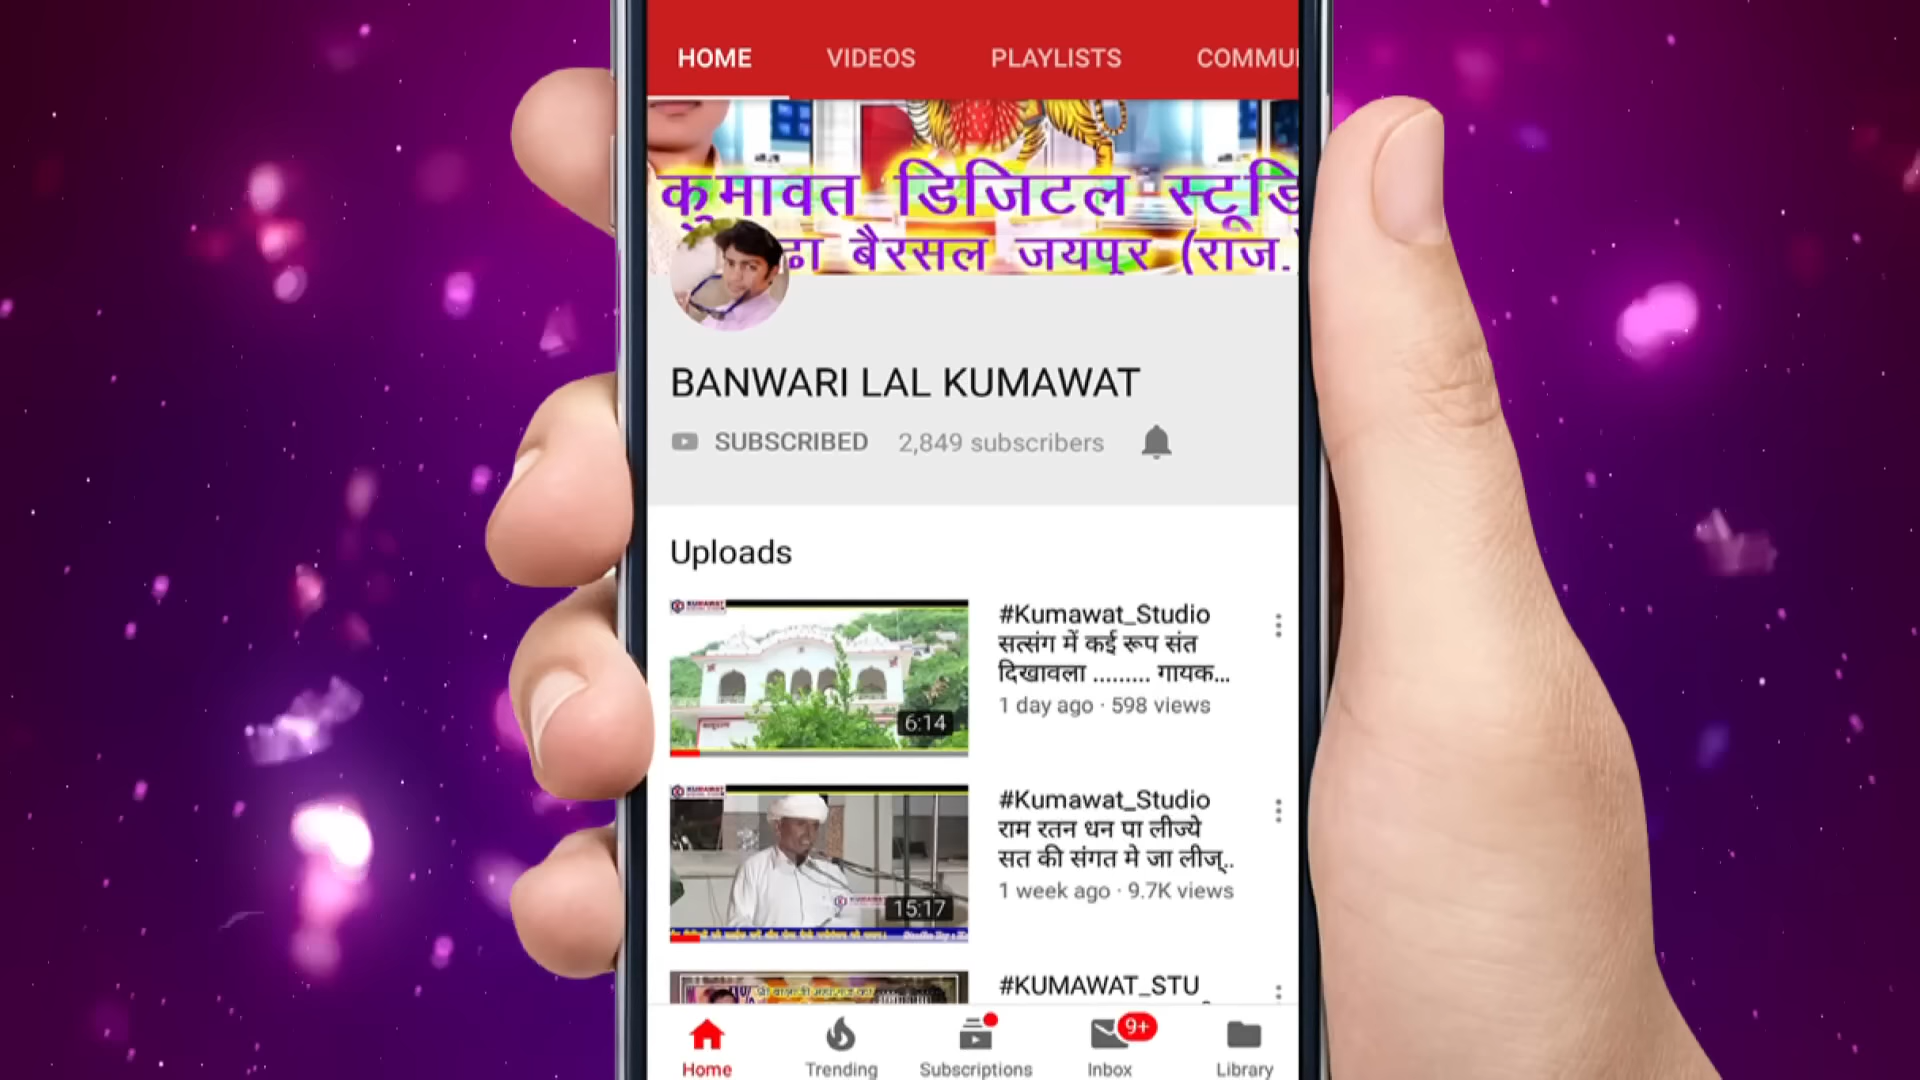 HOME VIDEOS PLAYLISTS COMMU
कुमावत डिजिटल स्टूडि
ढा बैरसल जयपुर (राज.)
BANWARI LAL KUMAWAT
SUBSCRIBED 2,849 subscribers
Uploads
KUMAWAT
6:14
#Kumawat_Studio
सत्संग में कई रूप संत
दिखावला ......... गायक...
1 day ago · 598 views
KUMAWAT
15:17
#Kumawat_Studio
राम रतन धन पा लीज्ये
सत की संगत मे जा लीज्..
1 week ago · 9.7K views
#KUMAWAT_STU
9+
Home Trending Subscriptions Inbox Library